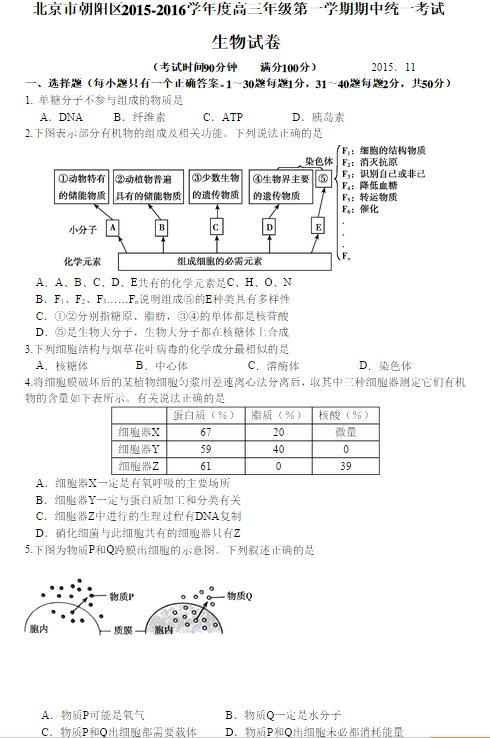 北京市朝阳区2015-2016学年度高三年级第一学期期中统一考试
生物试卷
（考试时间90分钟　满分100分）　2015．11
一、选择题（每小题只有一个正确答案。1～30题每题1分，31～40题每题2分，共50分）
1. 单糖分子不参与组成的物质是
A．DNA　B．纤维素　C．ATP　D．胰岛素
2.下图表示部分有机物的组成及相关功能。下列说法正确的是
染色体
①动物特有的储能物质　②动植物普遍具有的储能物质　③少数生物的遗传物质　④生物界主要的遗传物质　⑤
F₁：细胞的结构物质
F₂：消灭抗原
F₃：识别自己或非己
F₄：降低血糖
F₅：转运物质
F₆：催化
Fₙ
小分子　A　B　C　D　E
化学元素　组成细胞的必需元素
A．A、B、C、D、E共有的化学元素是C、H、O、N
B．F₁、F₂、F₃……Fₙ说明组成⑤的E种类具有多样性
C．①②分别指糖原、脂肪，③④的单体都是核苷酸
D．⑤是生物大分子，生物大分子都在核糖体上合成
3.下列细胞结构与烟草花叶病毒的化学成分最相似的是
A．核糖体　B．中心体　C．溶酶体　D．染色体
4.将细胞膜破坏后的某植物细胞匀浆用差速离心法分离后，取其中三种细胞器测定它们有机
物的含量如下表所示。有关说法正确的是
蛋白质（%）　脂质（%）　核酸（%）
细胞器X　67　20　微量
细胞器Y　59　40　0
细胞器Z　61　0　39
A．细胞器X一定是有氧呼吸的主要场所
B．细胞器Y一定与蛋白质加工和分类有关
C．细胞器Z中进行的生理过程有DNA复制
D．硝化细菌与此细胞共有的细胞器只有Z
5.下图为物质P和Q跨膜出细胞的示意图。下列叙述正确的是
物质P　物质Q
胞内　质膜　胞内
A．物质P可能是氧气　B．物质Q一定是水分子
C．物质P和Q出细胞都需要载体　D．物质P和Q出细胞未必都消耗能量